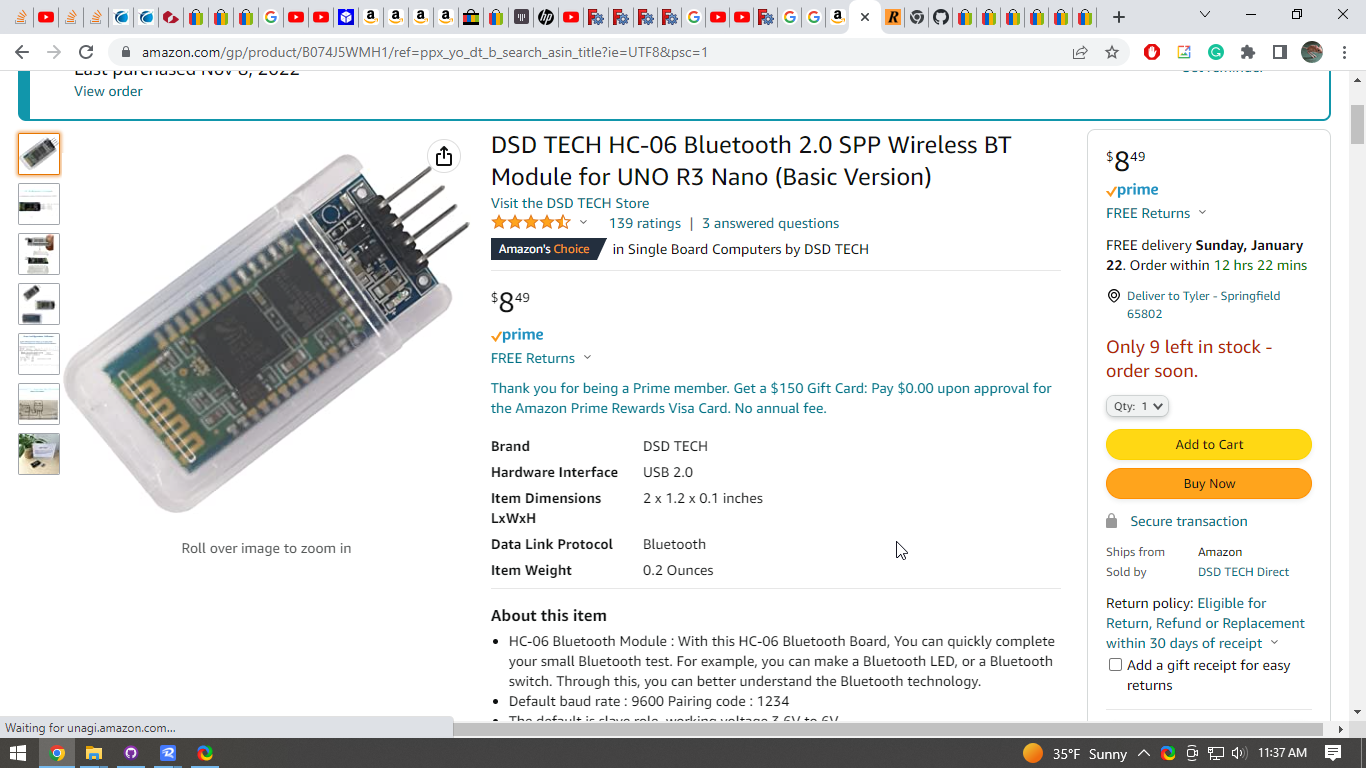 amazon.com/gp/product/B074J5WMH1/ref=ppx_yo_dt_b_search_asin_title?ie=UTF8&psc=1
Last purchased Nov 8, 2022
View order
DSD TECH HC-06 Bluetooth 2.0 SPP Wireless BT
Module for UNO R3 Nano (Basic Version)
Visit the DSD TECH Store
139 ratings | 3 answered questions
Amazon's Choice in Single Board Computers by DSD TECH
$8 49
prime
FREE Returns
Thank you for being a Prime member. Get a $150 Gift Card: Pay $0.00 upon approval for
the Amazon Prime Rewards Visa Card. No annual fee.
Brand DSD TECH
Hardware Interface USB 2.0
Item Dimensions 2 x 1.2 x 0.1 inches
LxWxH
Data Link Protocol Bluetooth
Item Weight 0.2 Ounces
Roll over image to zoom in
About this item
HC-06 Bluetooth Module : With this HC-06 Bluetooth Board, You can quickly complete
your small Bluetooth test. For example, you can make a Bluetooth LED, or a Bluetooth
switch. Through this, you can better understand the Bluetooth technology.
Default baud rate : 9600 Pairing code : 1234
The default is slave role, working voltage 3.6V to 6V
$8 49
prime
FREE Returns
FREE delivery Sunday, January
22. Order within 12 hrs 22 mins
Deliver to Tyler - Springfield
65802
Only 9 left in stock -
order soon.
Qty: 1
Add to Cart
Buy Now
Secure transaction
Ships from Amazon
Sold by DSD TECH Direct
Return policy: Eligible for
Return, Refund or Replacement
within 30 days of receipt
Add a gift receipt for easy
returns
Waiting for unagi.amazon.com...
35°F Sunny
11:37 AM